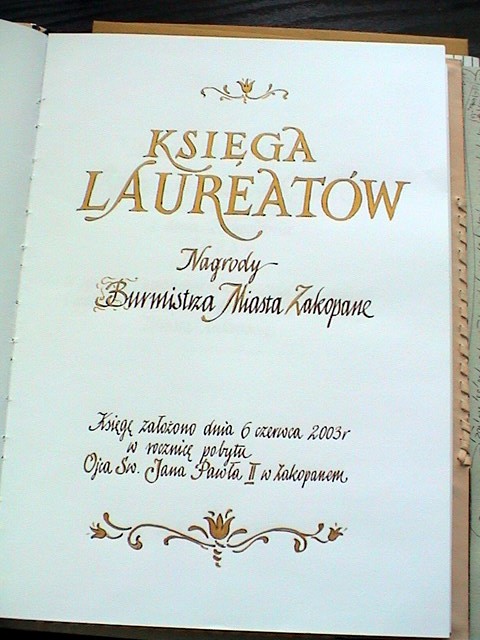 KSIĘGA
LAUREATÓW
Nagrody
Burmistrza Miasta Zakopane
Księgę założono dnia 6 czerwca 2003r
w rocznicę pobytu
Ojca Św. Jana Pawła II w Zakopanem